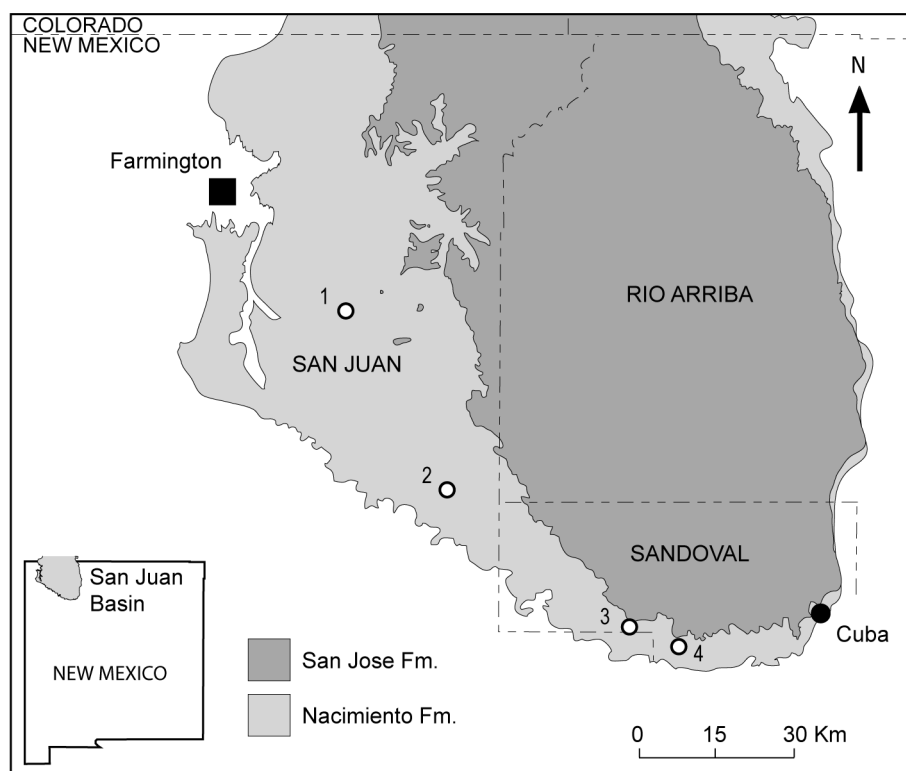 COLORADO
NEW MEXICO
N
Farmington
1
RIO ARRIBA
SAN JUAN
2
SANDOVAL
3
4
Cuba
San Juan
Basin
NEW MEXICO
San Jose Fm.
Nacimiento Fm.
0 15 30 Km